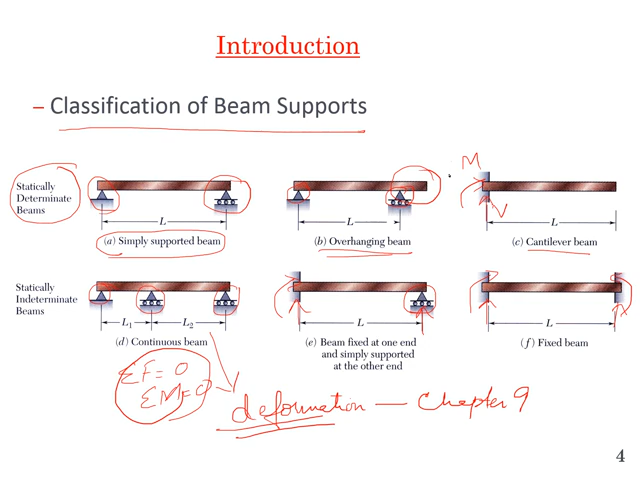 Introduction
– Classification of Beam Supports
M
V
Statically
Determinate
Beams
L
L
L
(a) Simply supported beam
(b) Overhanging beam
(c) Cantilever beam
Statically
Indeterminate
Beams
L1
L2
L
L
(d) Continuous beam
(e) Beam fixed at one end
and simply supported
at the other end
(f) Fixed beam
ΣF=0
ΣM=0
deformation — Chapter 9
4